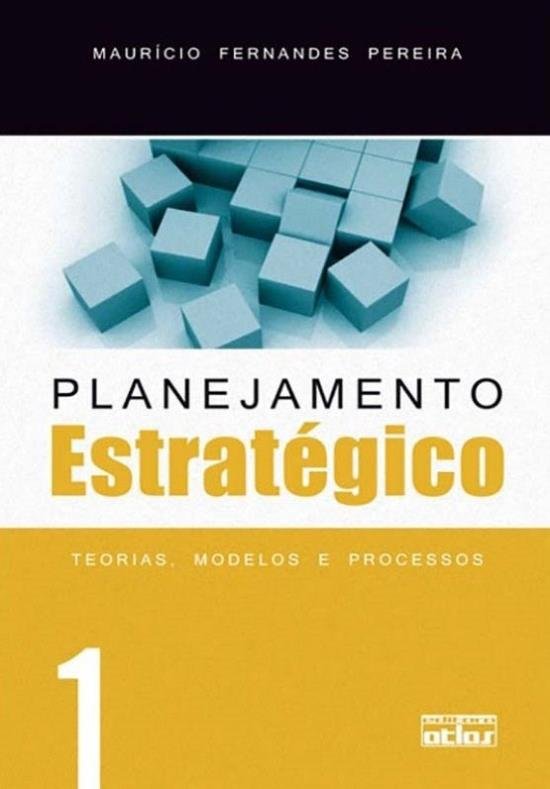 MAURÍCIO FERNANDES PEREIRA
PLANEJAMENTO
Estratégico
TEORIAS, MODELOS E PROCESSOS
1
editora
atlas